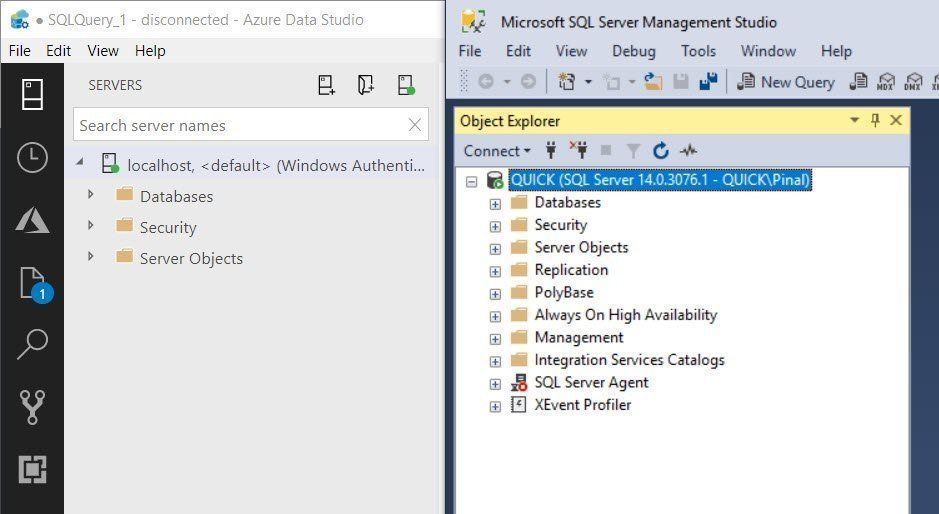 ● SQLQuery_1 - disconnected - Azure Data Studio
File Edit View Help
SERVERS
Search server names
localhost, <default> (Windows Authenti...
Databases
Security
Server Objects
1
Microsoft SQL Server Management Studio
File Edit View Debug Tools Window Help
New Query MDX DMX
Object Explorer
Connect
QUICK (SQL Server 14.0.3076.1 - QUICK\Pinal)
Databases
Security
Server Objects
Replication
PolyBase
Always On High Availability
Management
Integration Services Catalogs
SQL Server Agent
XEvent Profiler